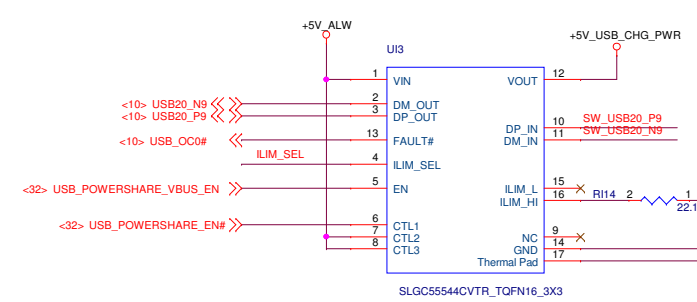 +5V_ALW
UI3
+5V_USB_CHG_PWR
1 VIN VOUT 12
<10> USB20_N9 2 DM_OUT
<10> USB20_P9 3 DP_OUT
DP_IN 10 SW_USB20_P9
DM_IN 11 SW_USB20_N9
<10> USB_OC0# 13 FAULT#
ILIM_SEL 4 ILIM_SEL
<32> USB_POWERSHARE_VBUS_EN 5 EN
ILIM_L 15
ILIM_HI 16 RI14 2 1
22.1
<32> USB_POWERSHARE_EN# 6 CTL1
7 CTL2
8 CTL3
NC 9
GND 14
Thermal Pad 17
SLGC55544CVTR_TQFN16_3X3